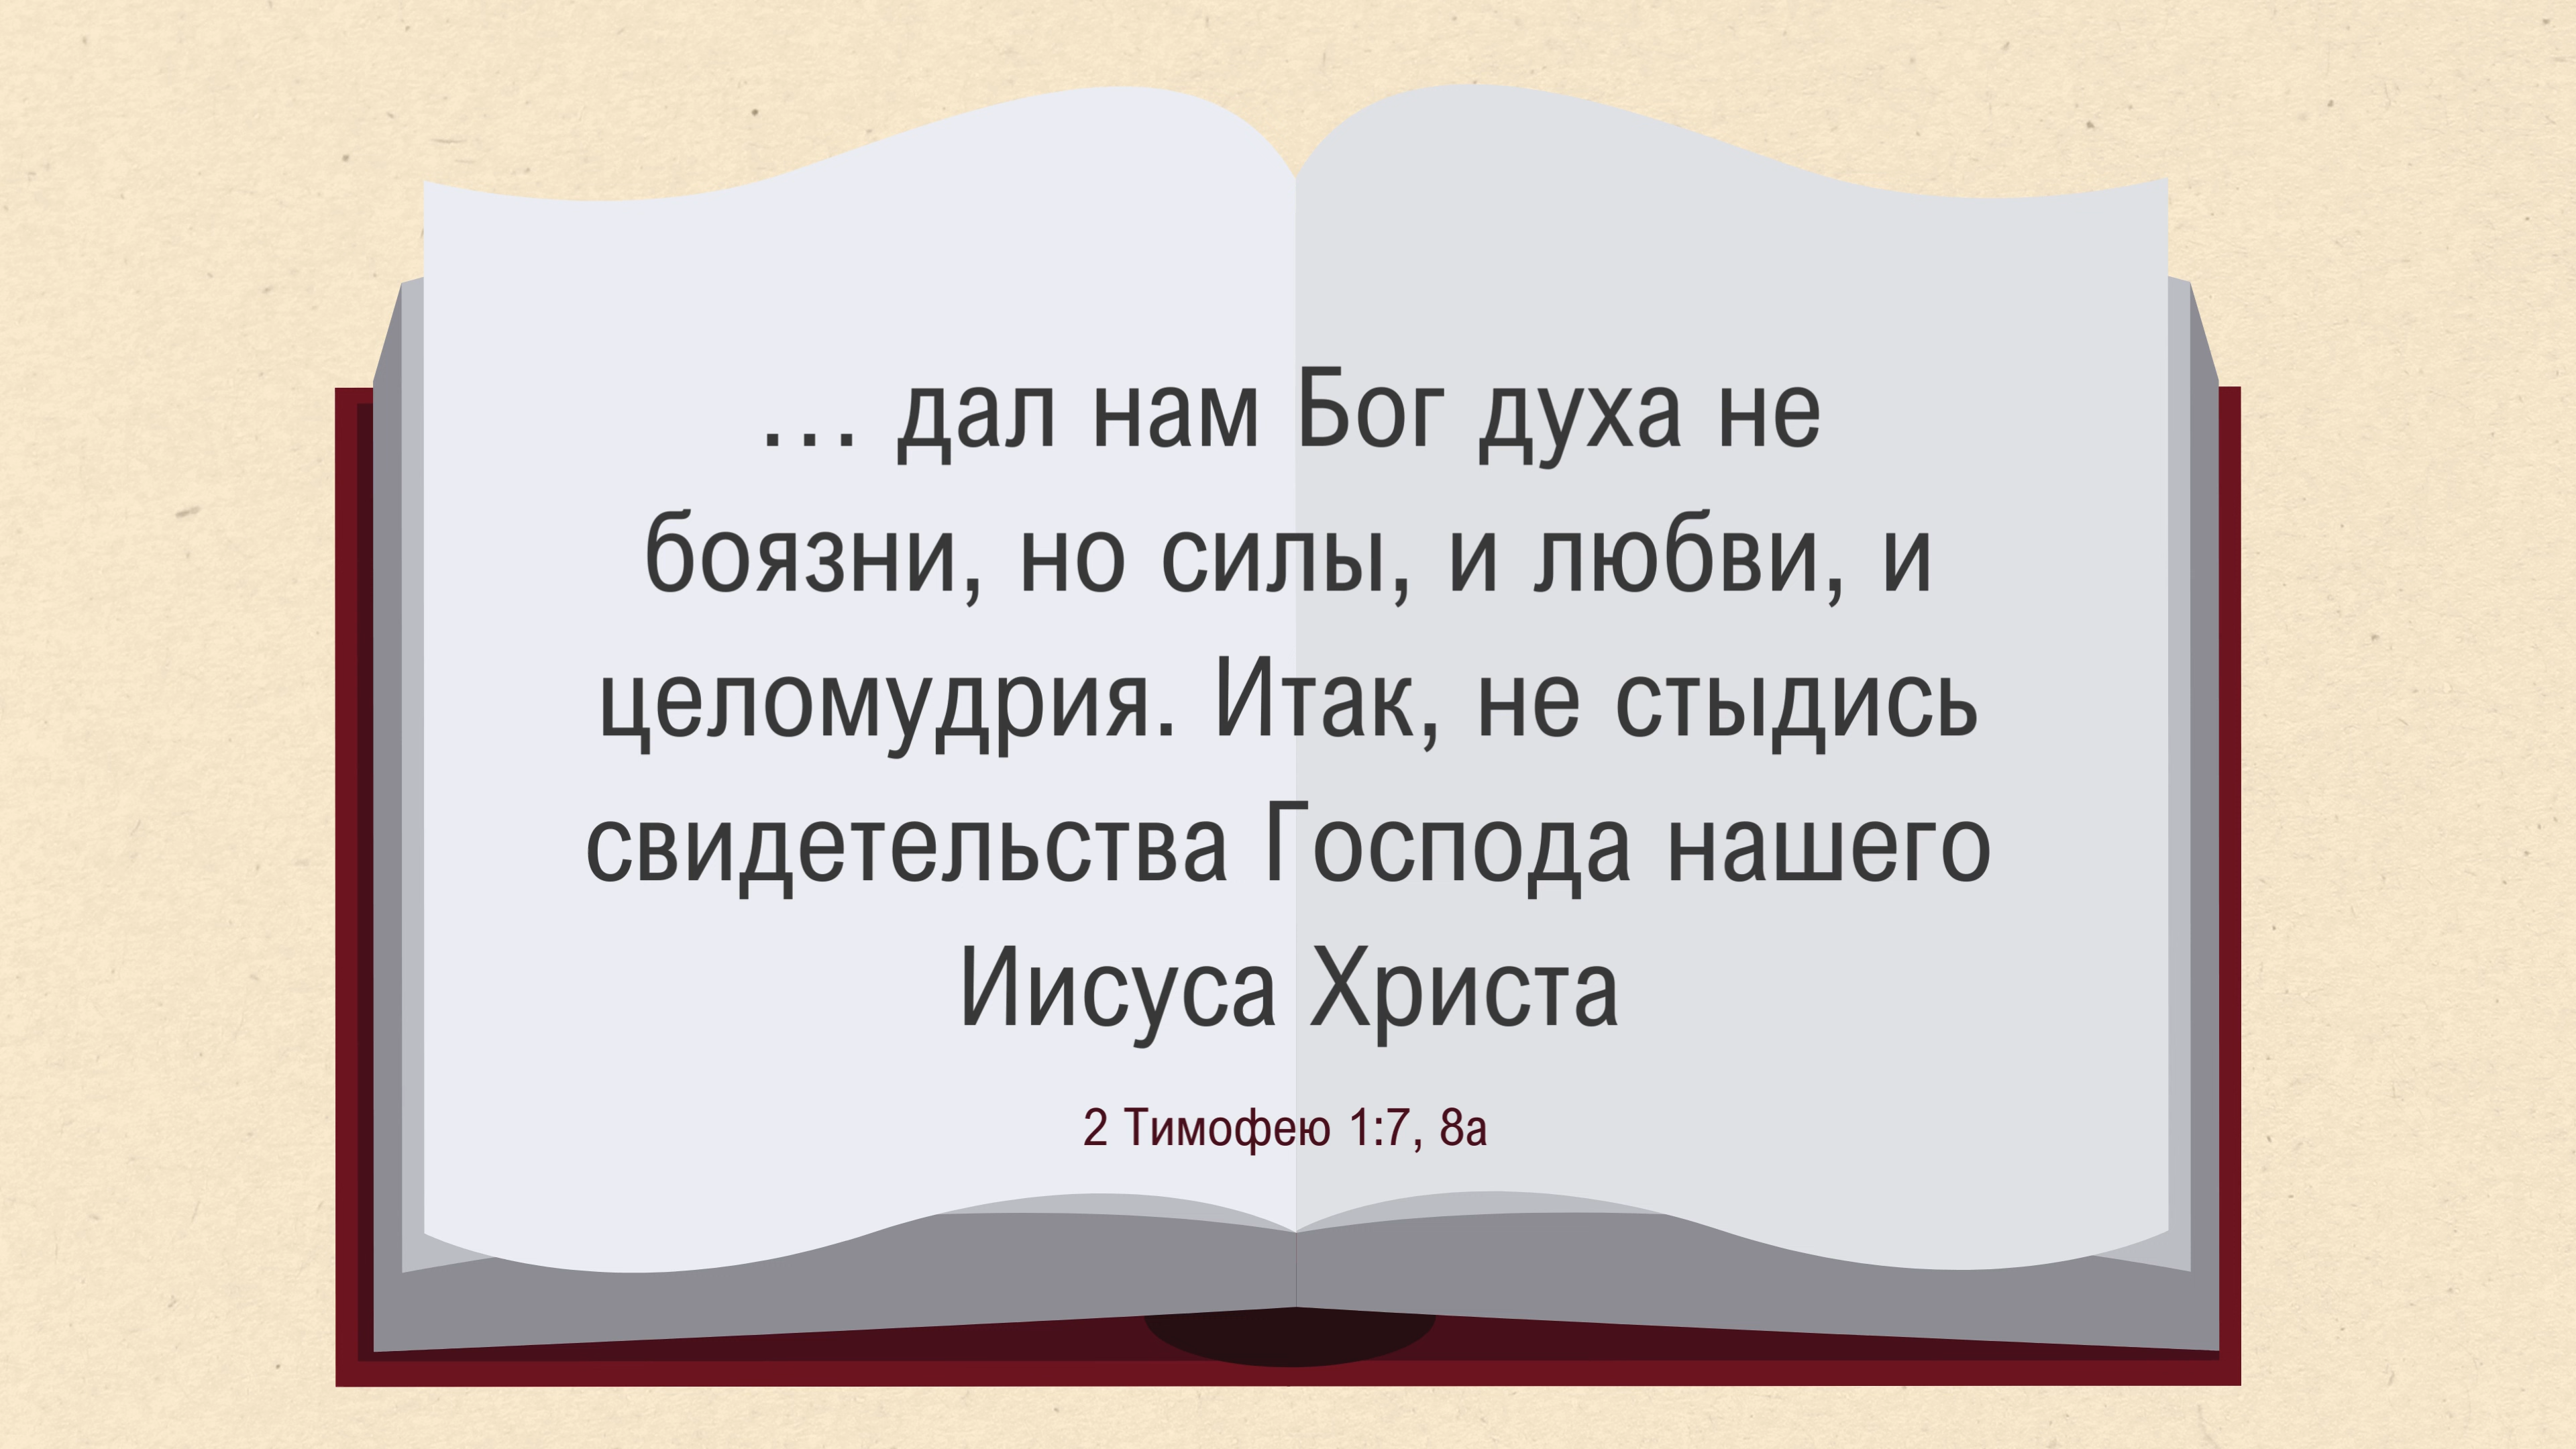 … дал нам Бог духа не
боязни, но силы, и любви, и
целомудрия. Итак, не стыдись
свидетельства Господа нашего
Иисуса Христа
2 Тимофею 1:7, 8а